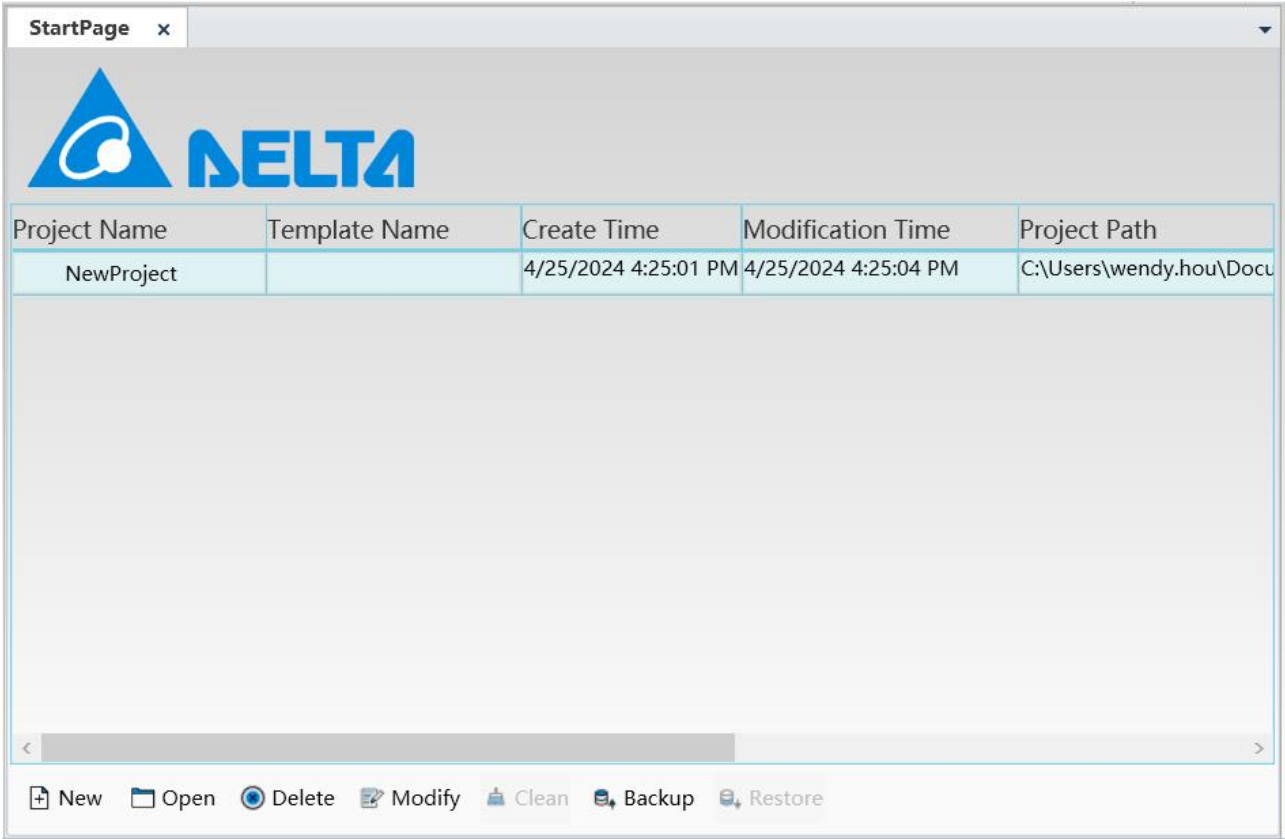 StartPage x
DELTA
Project Name Template Name Create Time Modification Time Project Path
NewProject 4/25/2024 4:25:01 PM 4/25/2024 4:25:04 PM C:\Users\wendy.hou\Docu
New Open Delete Modify Clean Backup Restore